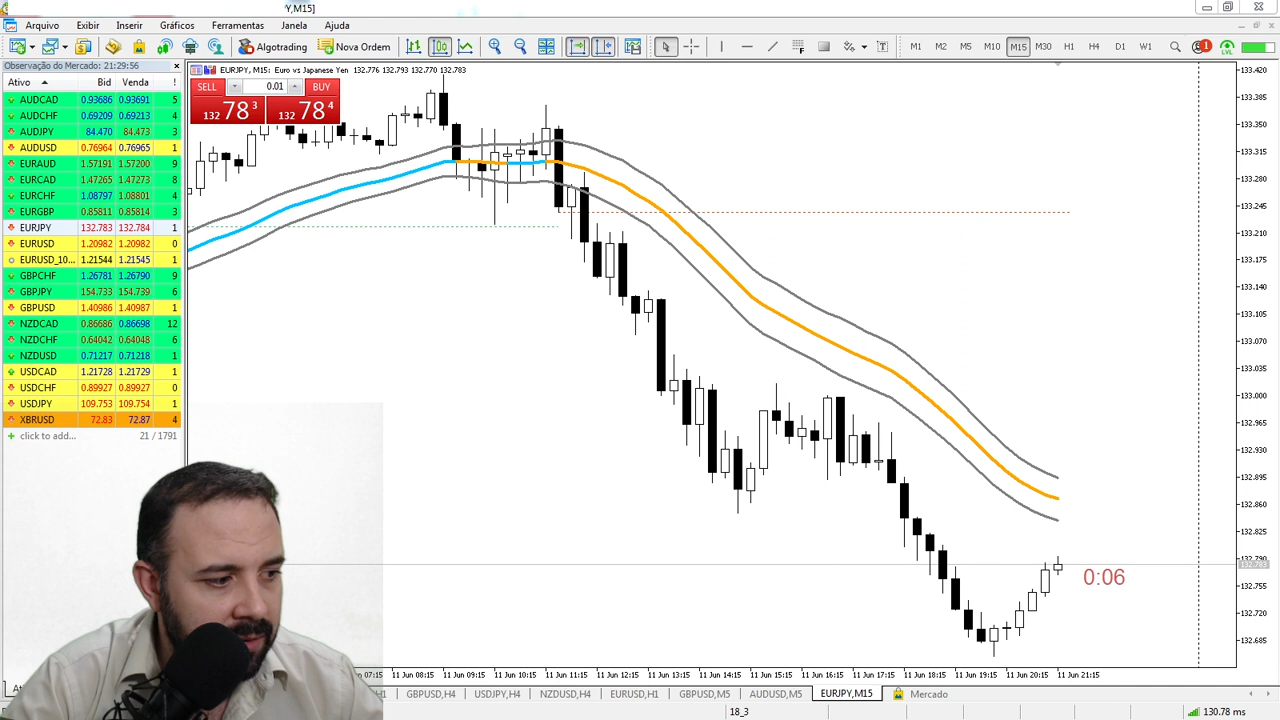 Y,M15]
Arquivo Exibir Inserir Gráficos Ferramentas Janela Ajuda
Algotrading Nova Ordem M1 M2 M5 M10 M15 M30 H1 H4 D1 W1 1 LVL
Observação do Mercado: 21:29:56
Ativo Bid Venda !
AUDCAD 0.93686 0.93691 5
AUDCHF 0.69209 0.69213 4
AUDJPY 84.470 84.473 3
AUDUSD 0.76964 0.76965 1
EURAUD 1.57191 1.57200 9
EURCAD 1.47265 1.47273 8
EURCHF 1.08797 1.08801 4
EURGBP 0.85811 0.85814 3
EURJPY 132.783 132.784 1
EURUSD 1.20982 1.20982 0
EURUSD_10... 1.21544 1.21545 1
GBPCHF 1.26781 1.26790 9
GBPJPY 154.733 154.739 6
GBPUSD 1.40986 1.40987 1
NZDCAD 0.86686 0.86698 12
NZDCHF 0.64042 0.64048 6
NZDUSD 0.71217 0.71218 1
USDCAD 1.21728 1.21729 1
USDCHF 0.89927 0.89927 0
USDJPY 109.753 109.754 1
XBRUSD 72.83 72.87 4
click to add... 21 / 1791
EURJPY, M15: Euro vs Japanese Yen 132.776 132.793 132.770 132.783
SELL 0.01 BUY
132 78 3 132 78 4
133.420
133.385
133.350
133.315
133.280
133.245
133.210
133.175
133.140
133.105
133.070
133.035
133.000
132.965
132.930
132.895
132.860
132.825
132.790
132.783
132.755
132.720
132.685
0:06
07:15 11 Jun 08:15 11 Jun 09:15 11 Jun 10:15 11 Jun 11:15 11 Jun 12:15 11 Jun 13:15 11 Jun 14:15 11 Jun 15:15 11 Jun 16:15 11 Jun 17:15 11 Jun 18:15 11 Jun 19:15 11 Jun 20:15 11 Jun 21:15
H1 GBPUSD,H4 USDJPY,H4 NZDUSD,H4 EURUSD,H1 GBPUSD,M5 AUDUSD,M5 EURJPY,M15 Mercado
18_3 130.78 ms